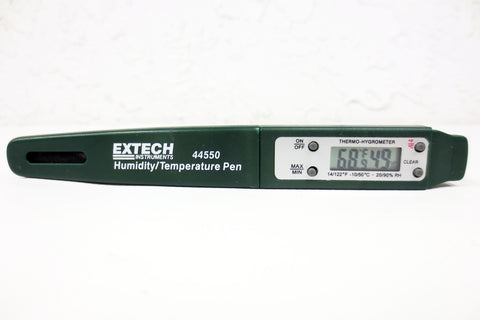 EXTECH
INSTRUMENTS
44550
Humidity/Temperature Pen
ON
OFF
THERMO-HYGROMETER
MAX
MIN
CLEAR
14/122°F -10/50°C - 20/90% RH